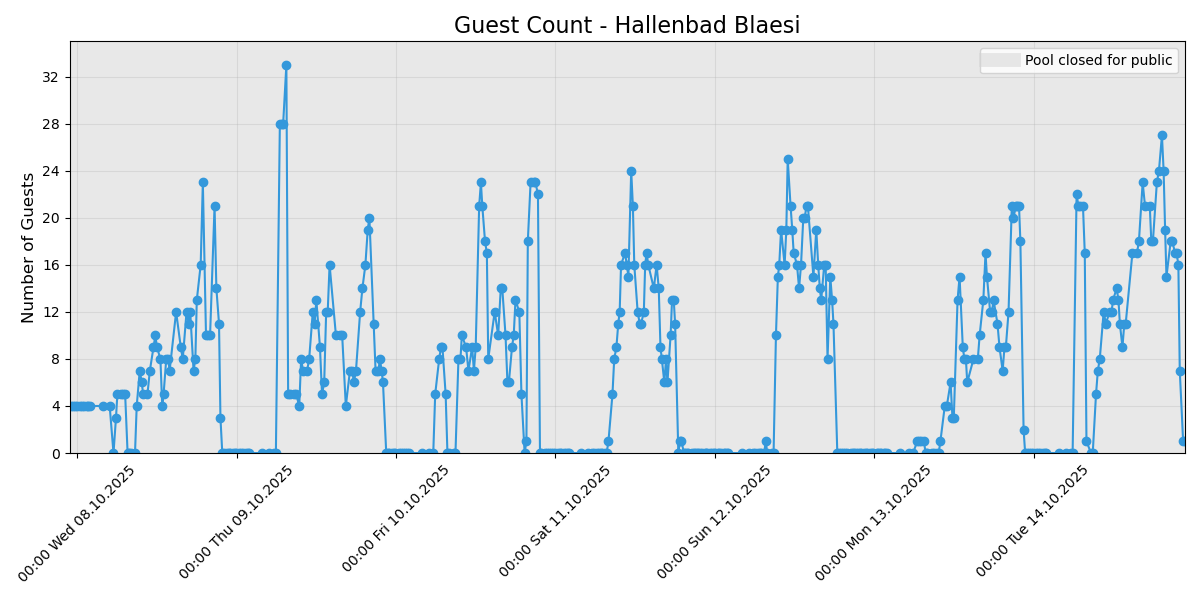 Guest Count - Hallenbad Blaesi
Pool closed for public
Number of Guests
32
28
24
20
16
12
8
4
0
00:00 Wed 08.10.2025
00:00 Thu 09.10.2025
00:00 Fri 10.10.2025
00:00 Sat 11.10.2025
00:00 Sun 12.10.2025
00:00 Mon 13.10.2025
00:00 Tue 14.10.2025